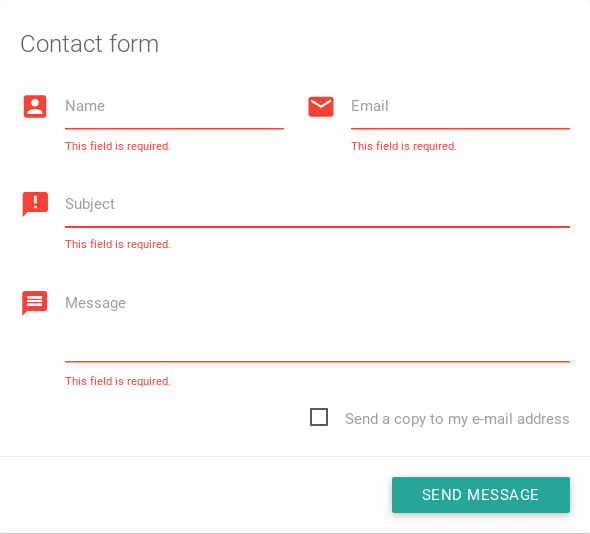 Contact form
Name
Email
This field is required.
This field is required.
Subject
This field is required.
Message
This field is required.
Send a copy to my e-mail address
SEND MESSAGE